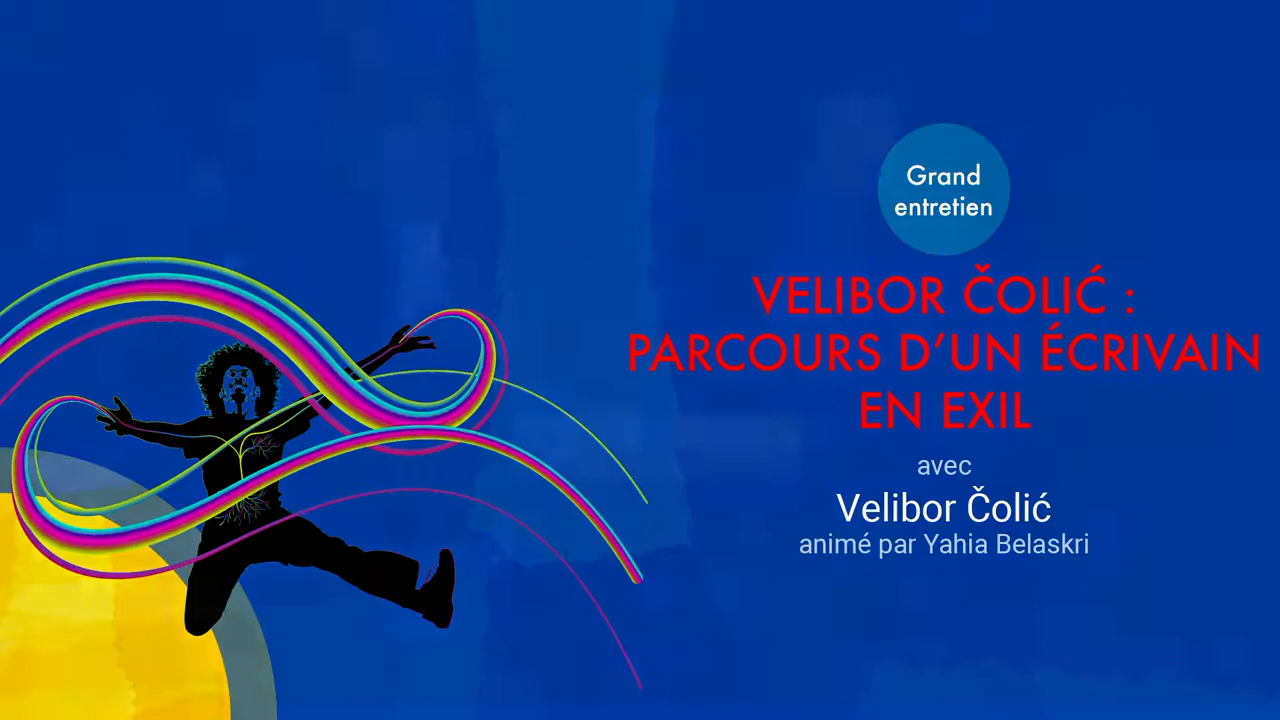 Grand
entretien
VELIBOR ČOLIĆ :
PARCOURS D’UN ÉCRIVAIN
EN EXIL
avec
Velibor Čolić
animé par Yahia Belaskri